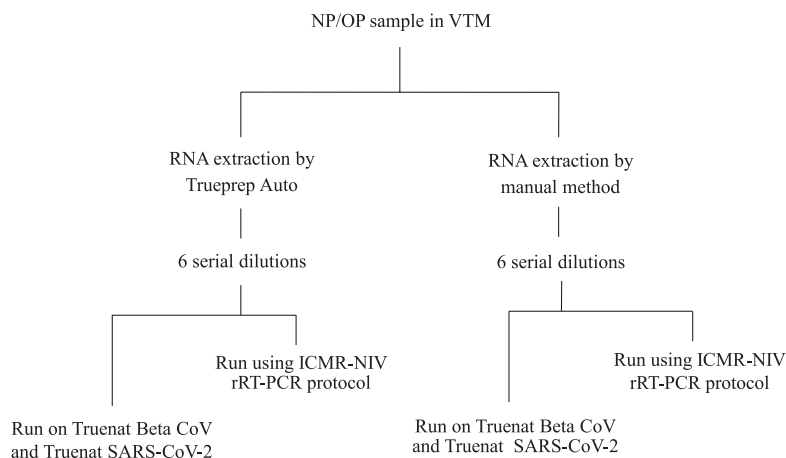 NP/OP sample in VTM
RNA extraction by
Trueprep Auto
RNA extraction by
manual method
6 serial dilutions
6 serial dilutions
Run using ICMR-NIV
rRT-PCR protocol
Run using ICMR-NIV
rRT-PCR protocol
Run on Truenat Beta CoV
and Truenat SARS-CoV-2
Run on Truenat Beta CoV
and Truenat SARS-CoV-2